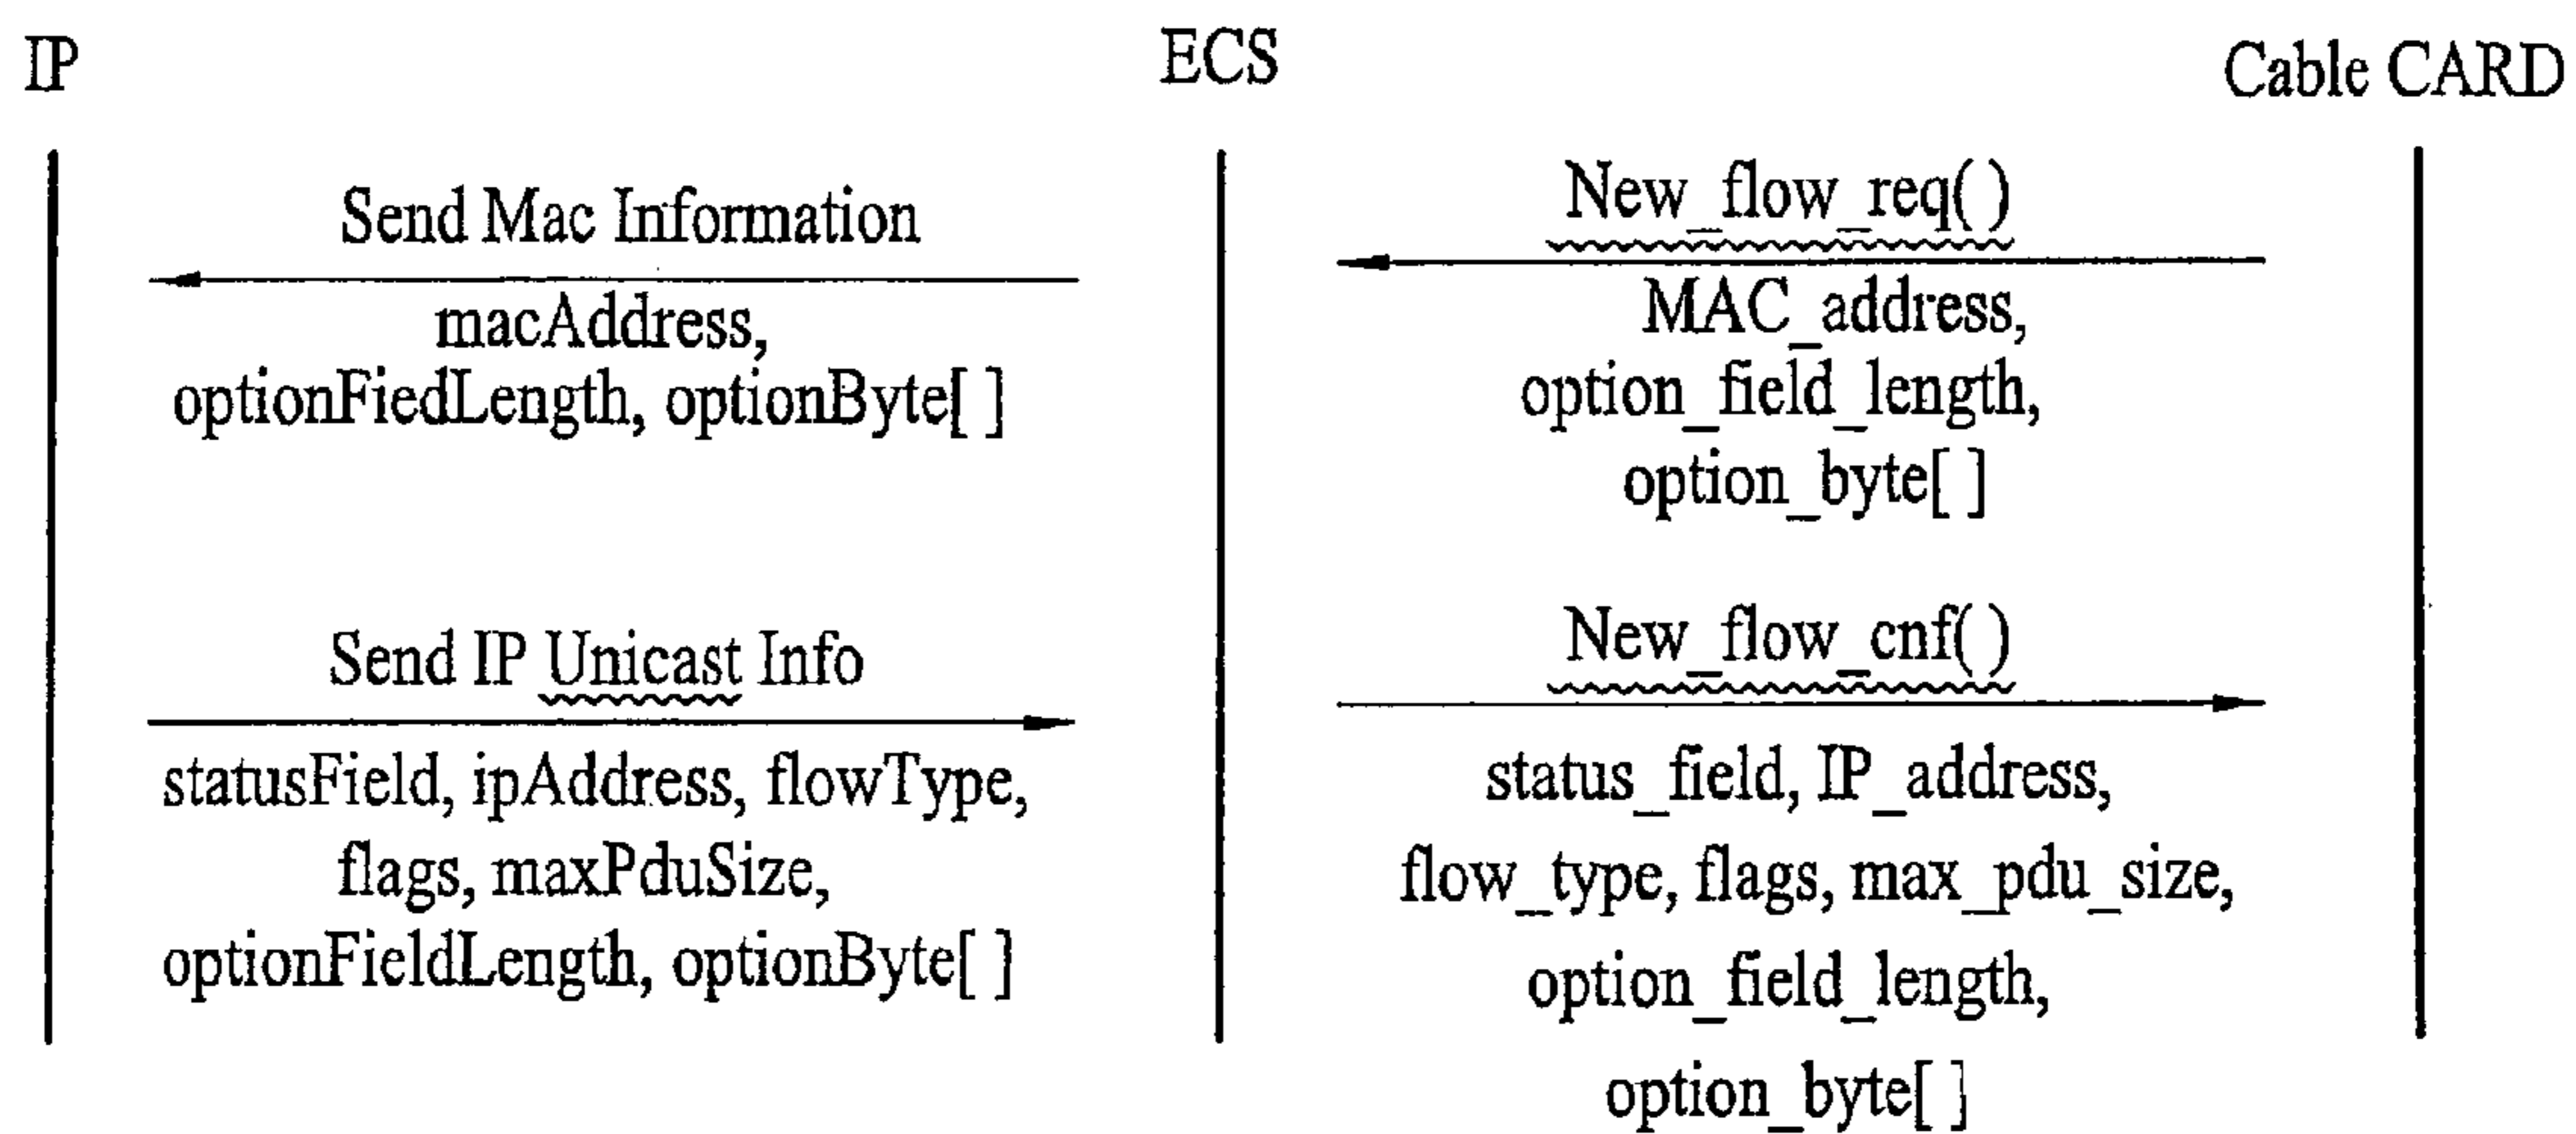 IP
ECS
Cable CARD
Send Mac Information
macAddress,
optionFiedLength, optionByte[ ]
New_flow_req( )
MAC_address,
option_field_length,
option_byte[ ]
Send IP Unicast Info
statusField, ipAddress, flowType,
flags, maxPduSize,
optionFieldLength, optionByte[ ]
New_flow_cnf( )
status_field, IP_address,
flow_type, flags, max_pdu_size,
option_field_length,
option_byte[ ]